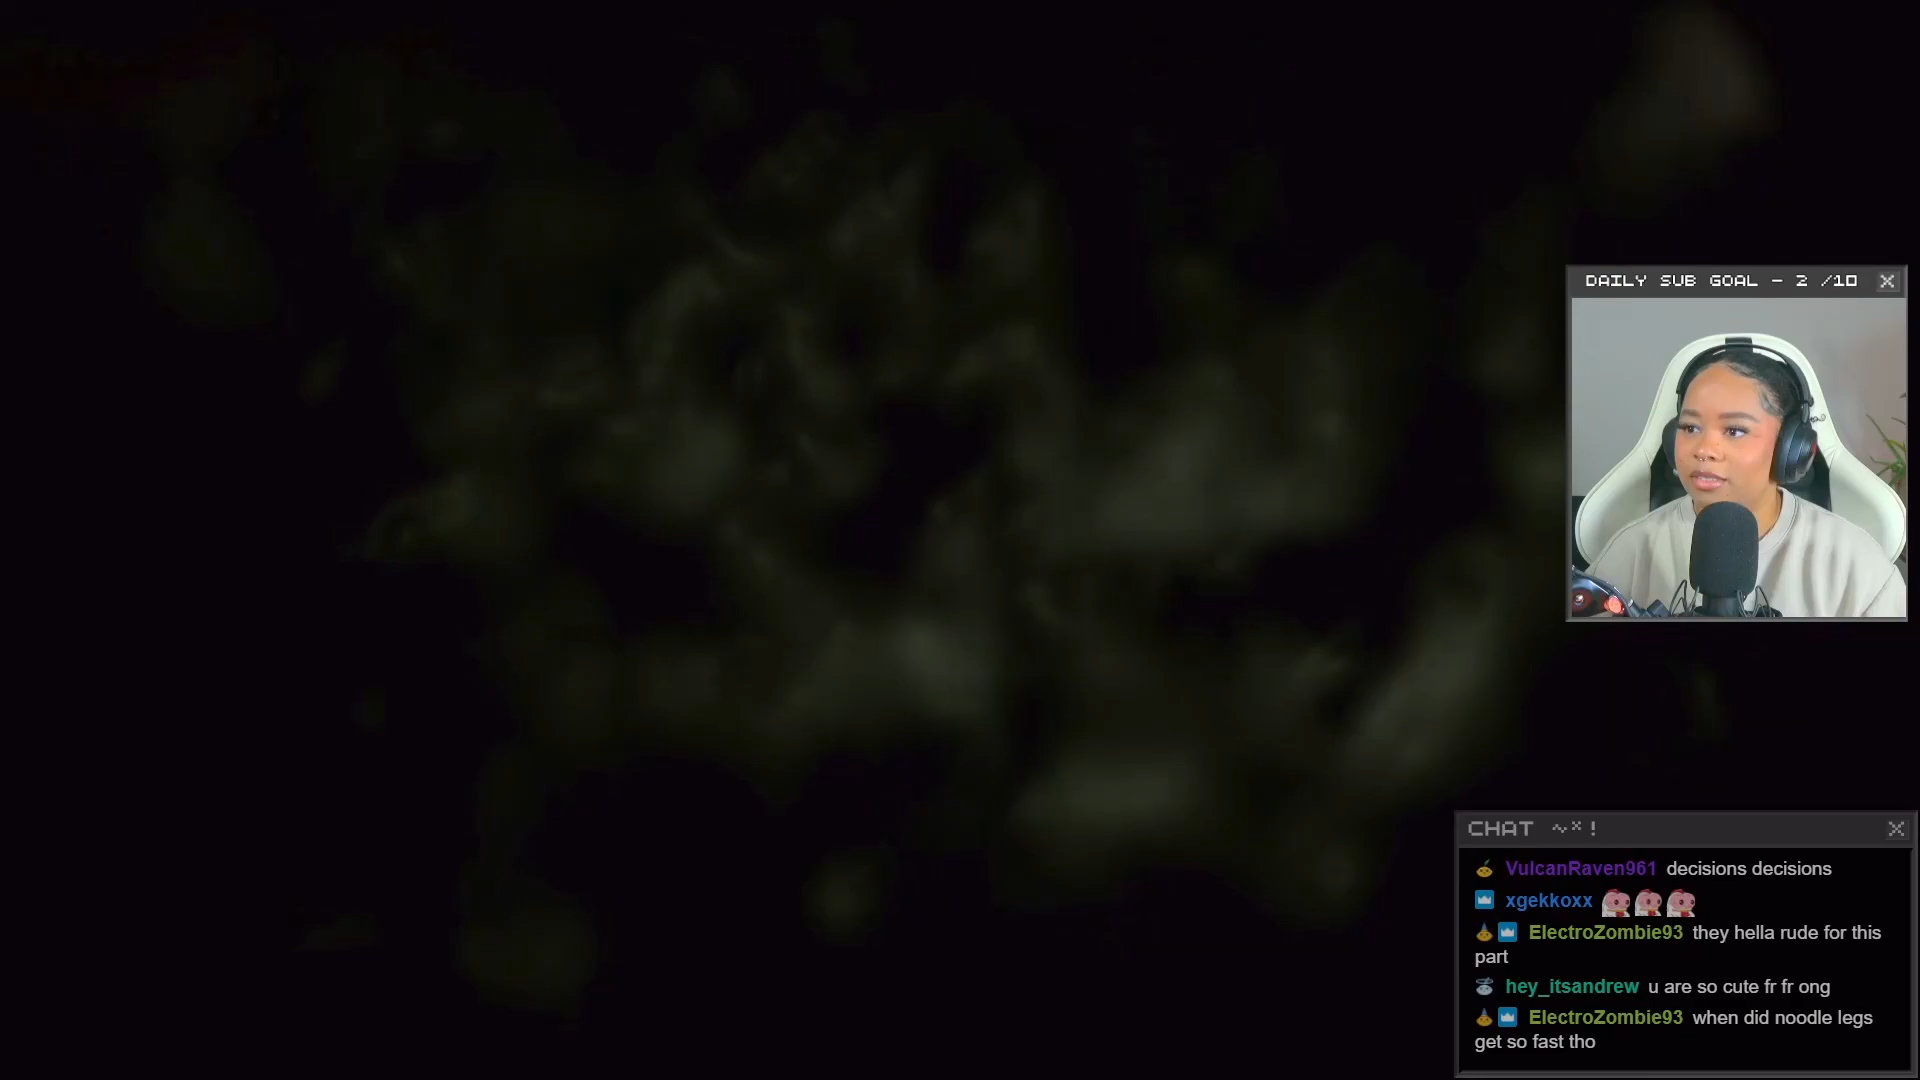 DAILY SUB GOAL - 2 /10
CHAT ~*!
VulcanRaven961 decisions decisions
xgekkoxx
ElectroZombie93 they hella rude for this
part
hey_itsandrew u are so cute fr fr ong
ElectroZombie93 when did noodle legs
get so fast tho